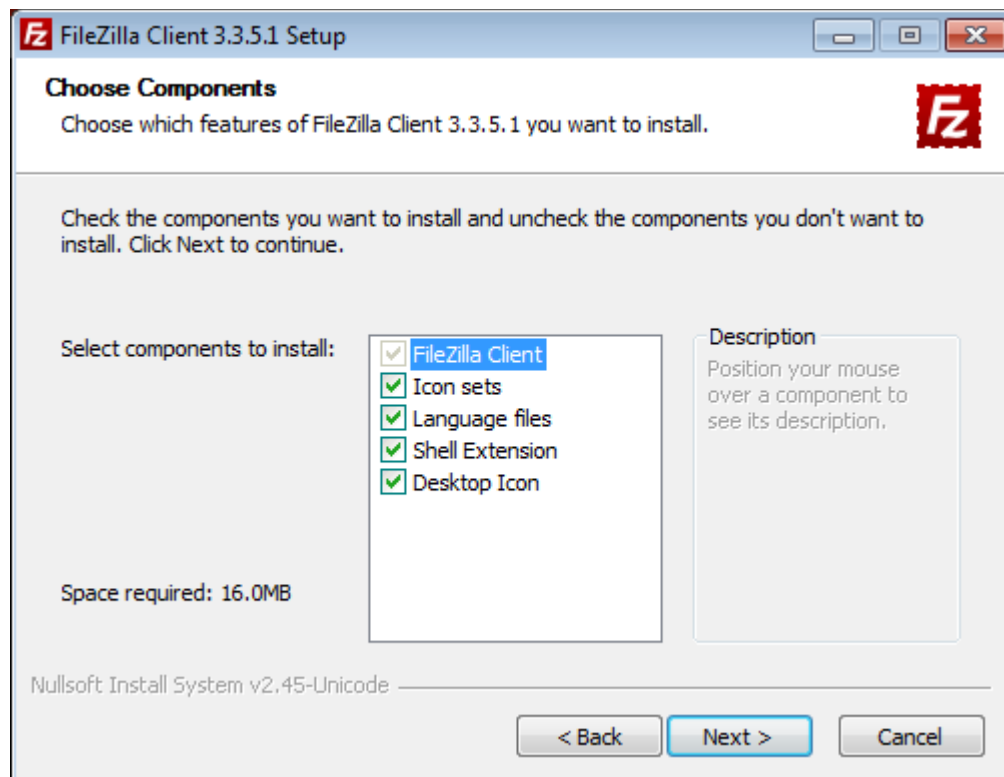 FileZilla Client 3.3.5.1 Setup
Choose Components
Choose which features of FileZilla Client 3.3.5.1 you want to install.
Fz
Check the components you want to install and uncheck the components you don't want to
install. Click Next to continue.
Select components to install:
FileZilla Client
Icon sets
Language files
Shell Extension
Desktop Icon
Description
Position your mouse
over a component to
see its description.
Space required: 16.0MB
Nullsoft Install System v2.45-Unicode
< Back
Next >
Cancel